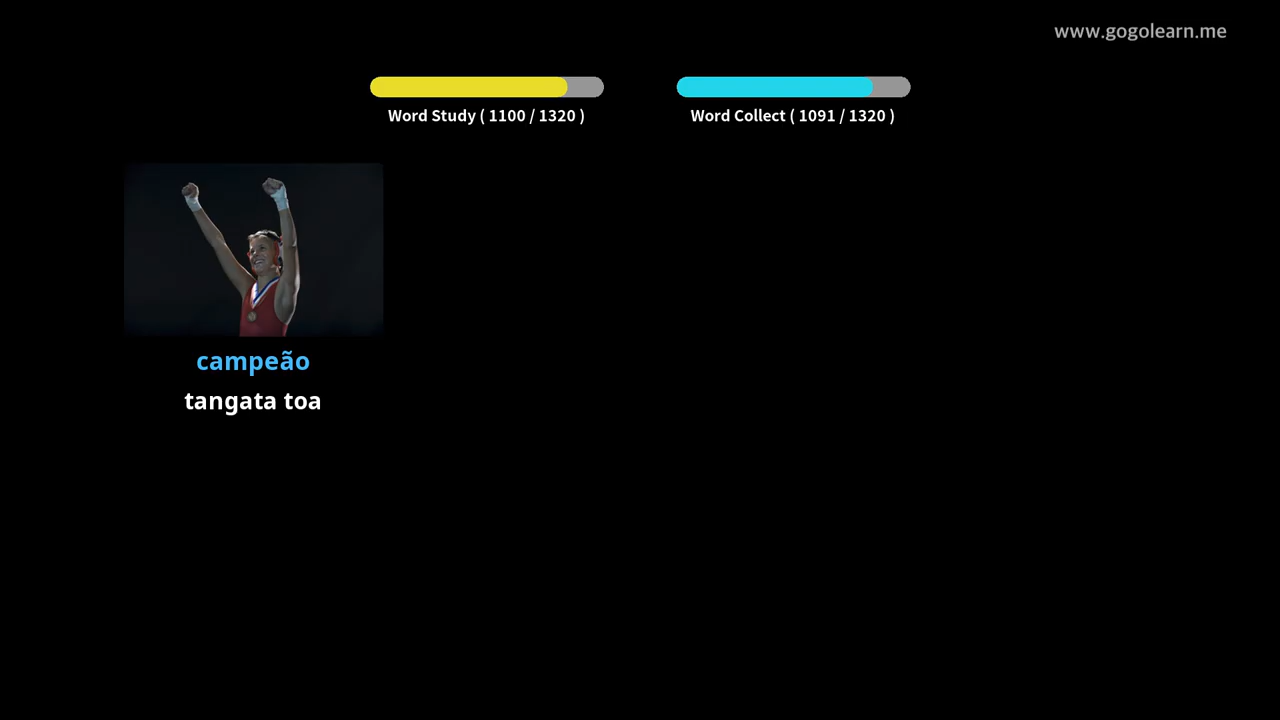 www.gogolearn.me
Word Study ( 1100 / 1320 )
Word Collect ( 1091 / 1320 )
campeão
tangata toa